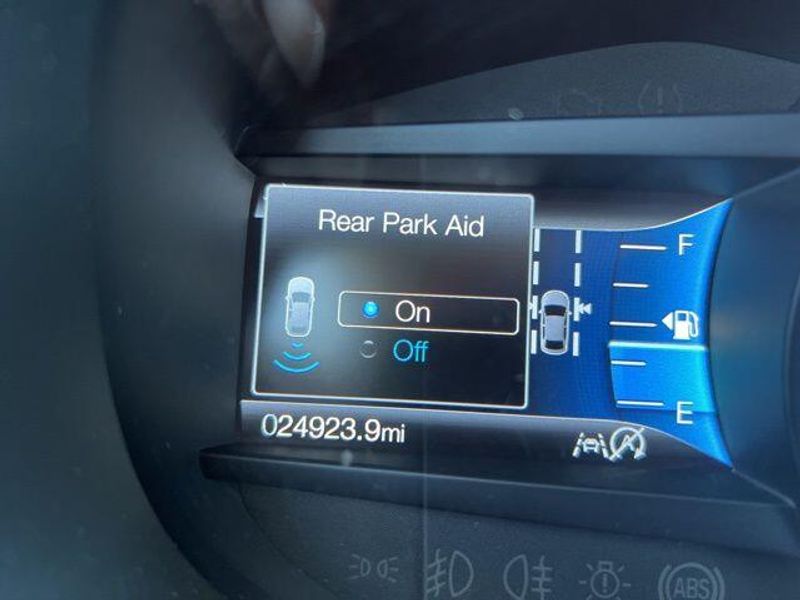 Rear Park Aid
On
Off
F
E
024923.9mi
ABS